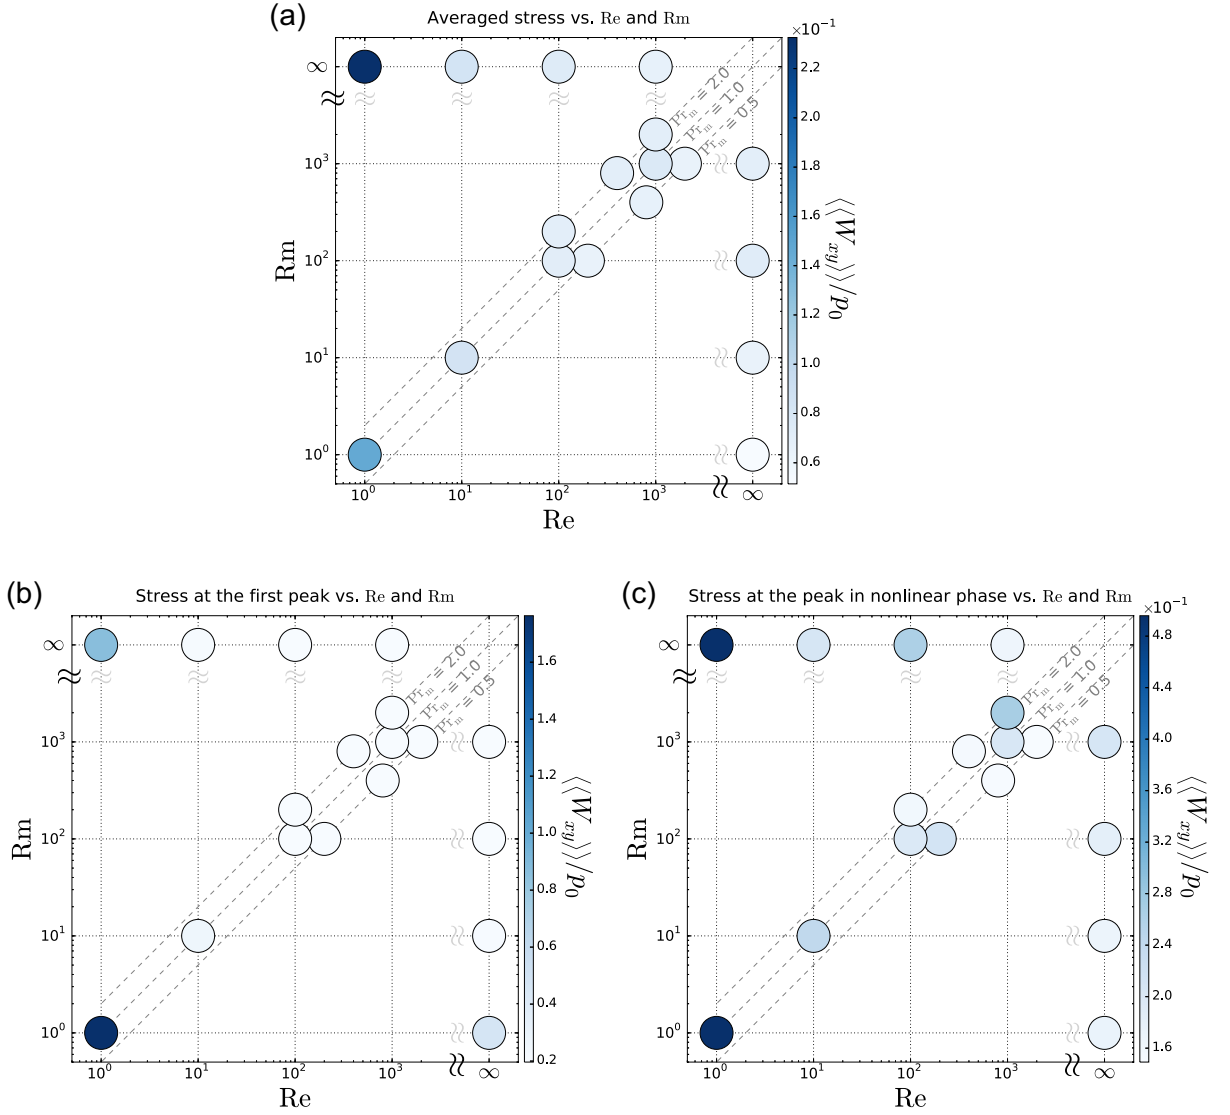 (a)
Averaged stress vs. Re and Rm
×10⁻¹
∞
Pr_m = 2.0
Pr_m = 1.0
Pr_m = 0.5
10³
10²
10¹
10⁰
Rm
10⁰ 10¹ 10² 10³ ∞
Re
2.2
2.0
1.8
1.6
1.4
1.2
1.0
0.8
0.6
⟨⟨W_xy⟩⟩/p₀
(b)
Stress at the first peak vs. Re and Rm
∞
Pr_m = 2.0
Pr_m = 1.0
Pr_m = 0.5
10³
10²
10¹
10⁰
Rm
10⁰ 10¹ 10² 10³ ∞
Re
1.6
1.4
1.2
1.0
0.8
0.6
0.4
0.2
⟨⟨W_xy⟩⟩/p₀
(c)
Stress at the peak in nonlinear phase vs. Re and Rm
×10⁻¹
∞
Pr_m = 2.0
Pr_m = 1.0
Pr_m = 0.5
10³
10²
10¹
10⁰
Rm
10⁰ 10¹ 10² 10³ ∞
Re
4.8
4.4
4.0
3.6
3.2
2.8
2.4
2.0
1.6
⟨⟨W_xy⟩⟩/p₀